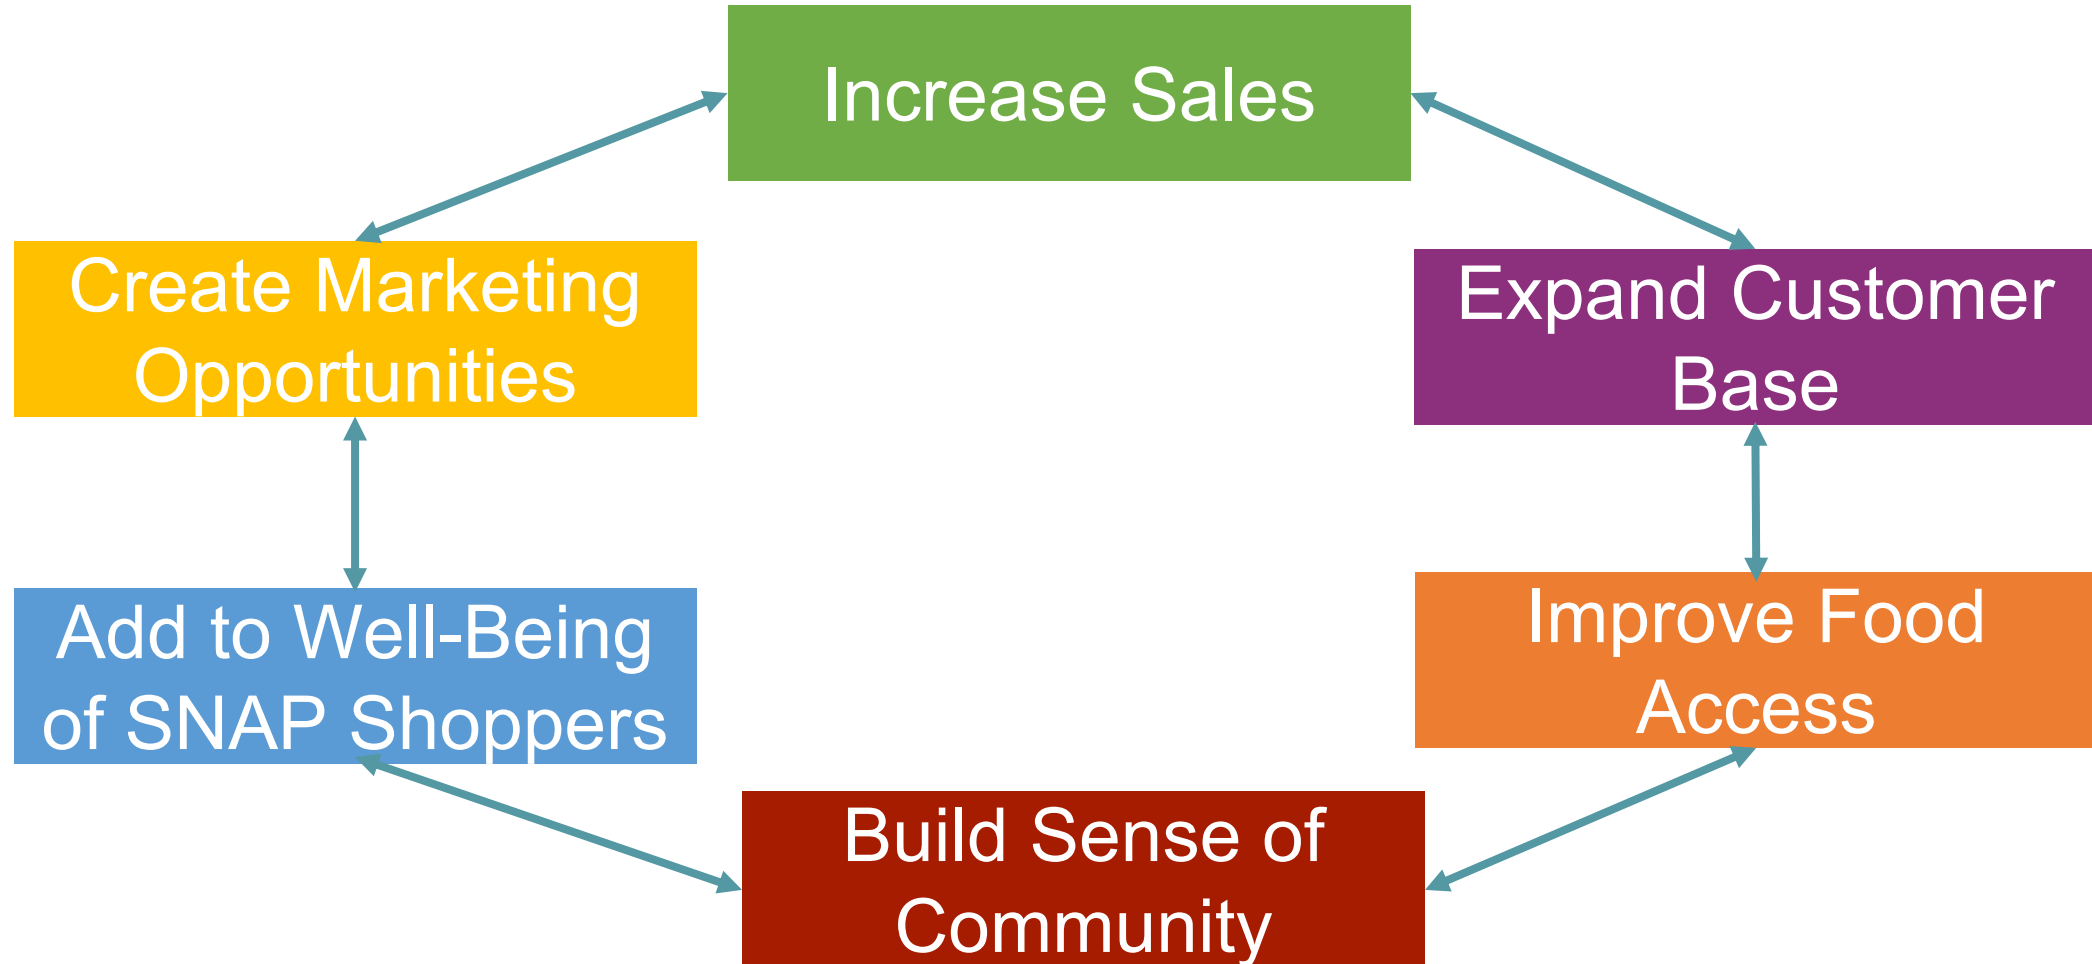 Increase Sales
Create Marketing
Opportunities
Expand Customer
Base
Add to Well-Being
of SNAP Shoppers
Improve Food
Access
Build Sense of
Community